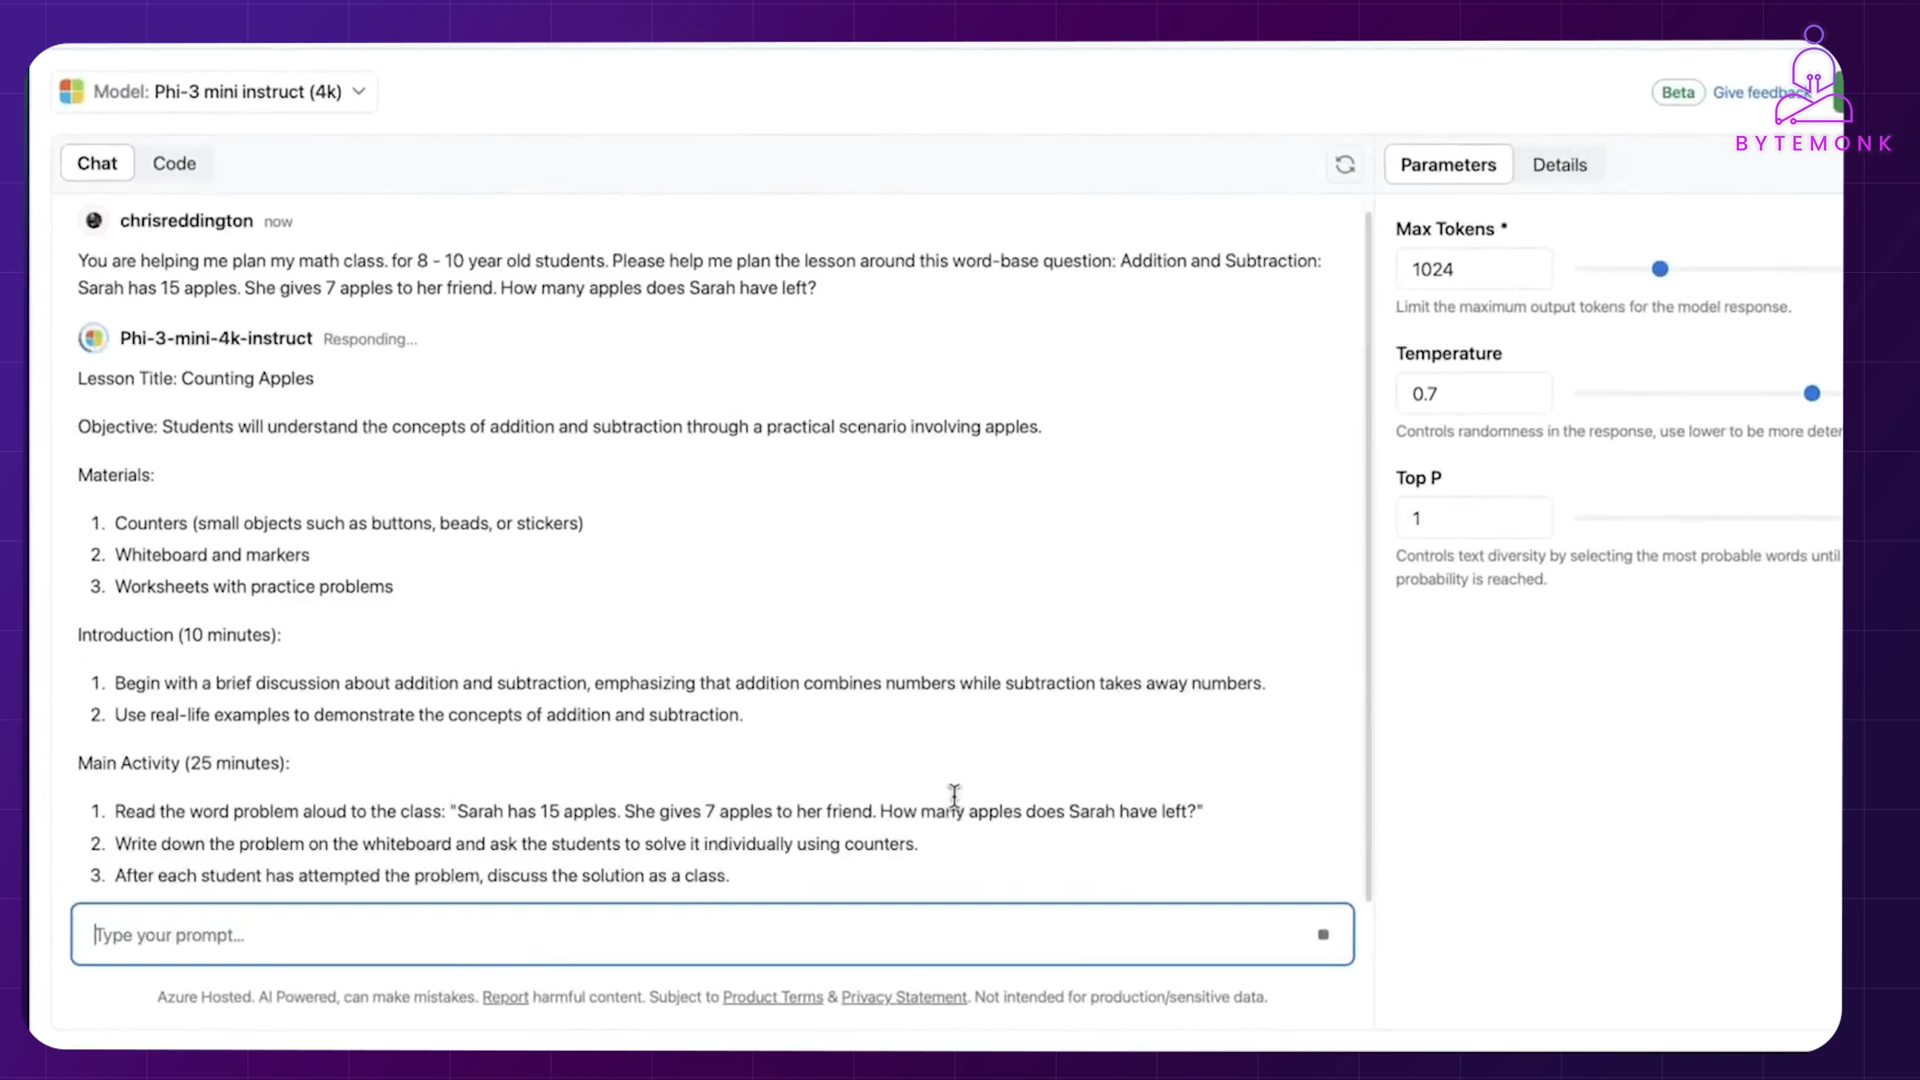 Model: Phi-3 mini instruct (4k)
Beta
Give feedback
BYTEMONK
Chat
Code
Parameters
Details
chrisreddington now
You are helping me plan my math class. for 8 - 10 year old students. Please help me plan the lesson around this word-base question: Addition and Subtraction:
Sarah has 15 apples. She gives 7 apples to her friend. How many apples does Sarah have left?
Phi-3-mini-4k-instruct Responding...
Lesson Title: Counting Apples
Objective: Students will understand the concepts of addition and subtraction through a practical scenario involving apples.
Materials:
1. Counters (small objects such as buttons, beads, or stickers)
2. Whiteboard and markers
3. Worksheets with practice problems
Introduction (10 minutes):
1. Begin with a brief discussion about addition and subtraction, emphasizing that addition combines numbers while subtraction takes away numbers.
2. Use real-life examples to demonstrate the concepts of addition and subtraction.
Main Activity (25 minutes):
1. Read the word problem aloud to the class: "Sarah has 15 apples. She gives 7 apples to her friend. How many apples does Sarah have left?"
2. Write down the problem on the whiteboard and ask the students to solve it individually using counters.
3. After each student has attempted the problem, discuss the solution as a class.
Type your prompt...
Azure Hosted. AI Powered, can make mistakes. Report harmful content. Subject to Product Terms & Privacy Statement. Not intended for production/sensitive data.
Max Tokens *
1024
Limit the maximum output tokens for the model response.
Temperature
0.7
Controls randomness in the response, use lower to be more deter
Top P
1
Controls text diversity by selecting the most probable words until
probability is reached.